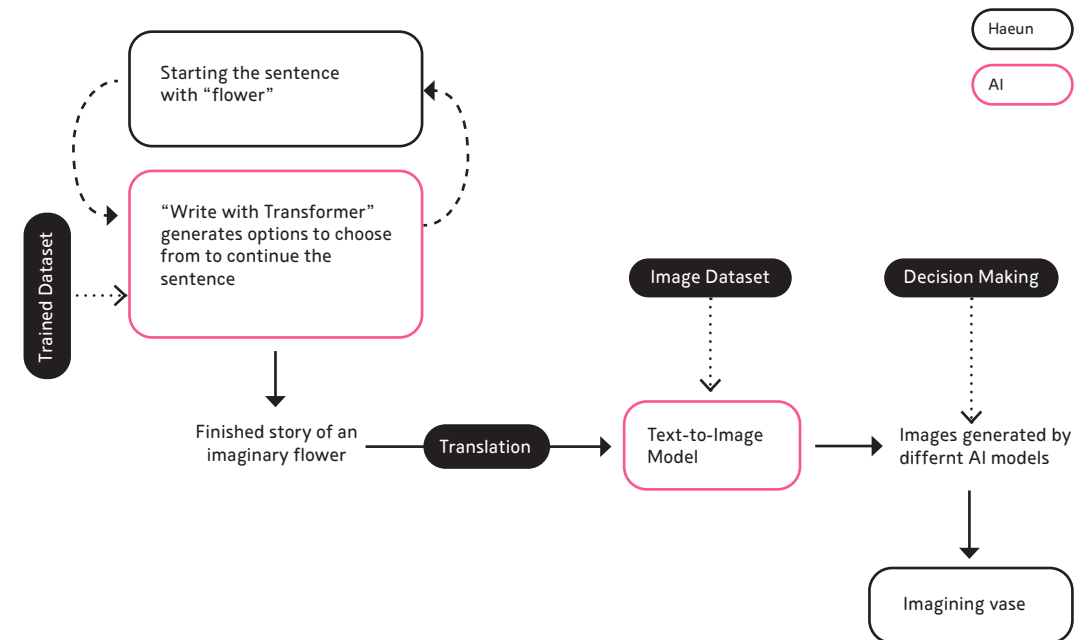 Haeun
AI
Starting the sentence
with “flower”
“Write with Transformer”
generates options to choose
from to continue the
sentence
Trained Dataset
Image Dataset
Decision Making
Finished story of an
imaginary flower
Translation
Text-to-Image
Model
Images generated by
differnt AI models
Imagining vase